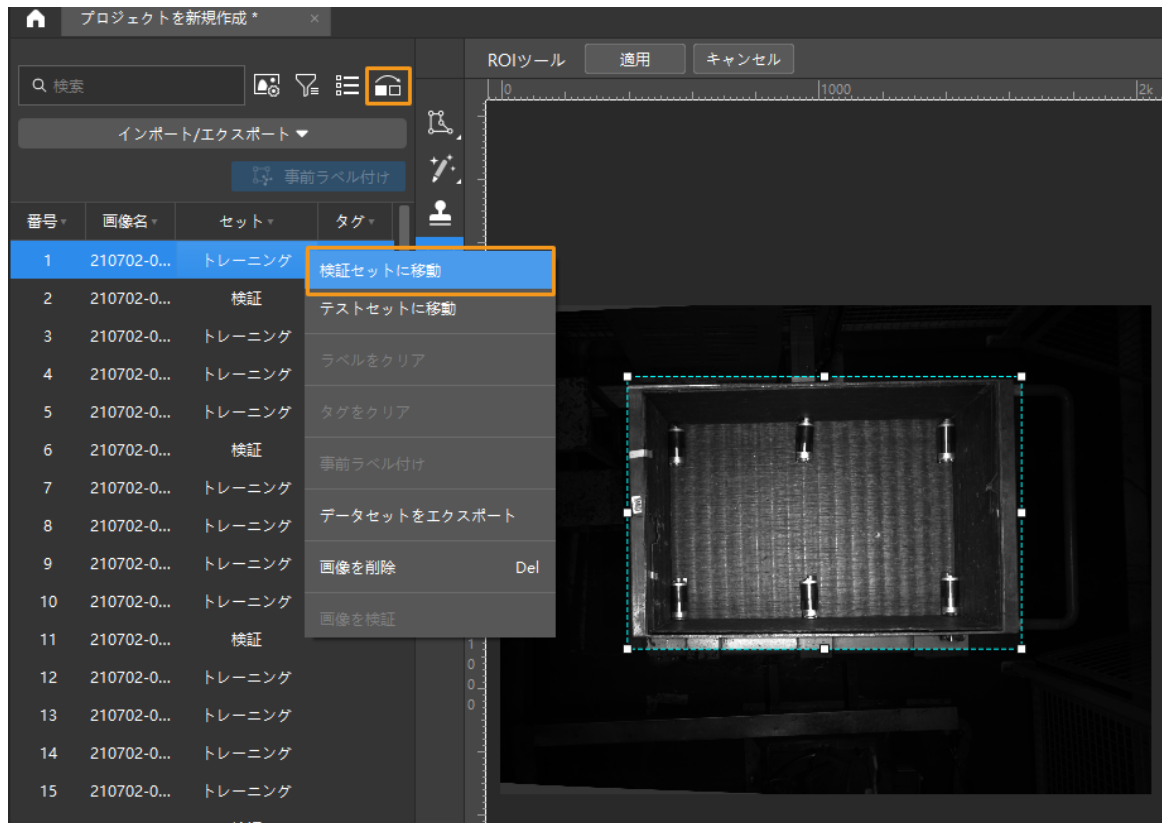 プロジェクトを新規作成 * ×
検索
インポート/エクスポート
事前ラベル付け
番号 画像名 セット タグ
1 210702-0... トレーニング
2 210702-0... 検証
3 210702-0... トレーニング
4 210702-0... トレーニング
5 210702-0... トレーニング
6 210702-0... 検証
7 210702-0... トレーニング
8 210702-0... トレーニング
9 210702-0... トレーニング
10 210702-0... トレーニング
11 210702-0... 検証
12 210702-0... トレーニング
13 210702-0... トレーニング
14 210702-0... トレーニング
15 210702-0... トレーニング
検証セットに移動
テストセットに移動
ラベルをクリア
タグをクリア
事前ラベル付け
データセットをエクスポート
画像を削除 Del
画像を検証
ROIツール 適用 キャンセル
0 1000 2k
1000